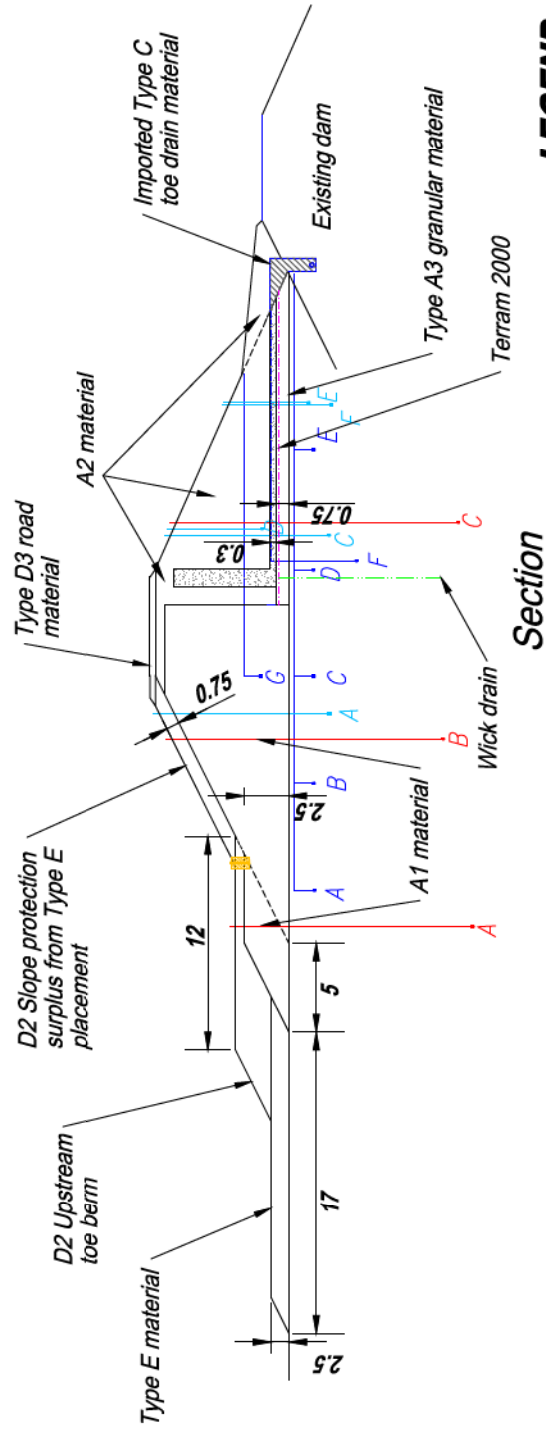 Type E material
D2 Upstream
toe berm
D2 Slope protection
surplus from Type E
placement
Type D3 road
material
A2 material
Imported Type C
toe drain material
Existing dam
Type A3 granular material
Terram 2000
Wick drain
A1 material
Section
2.5
17
5
12
2.5
0.75
0.3
0.75
A
B
C
D
E
F
G
A
C
D
D
E
F
A
B
C